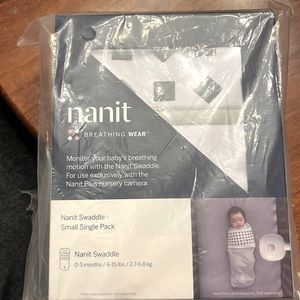 nanit
BREATHING WEAR™
Monitor your baby's breathing
motion with the Nanit Swaddle.
For use exclusively with the
Nanit Plus nursery camera.
Nanit Swaddle -
Small Single Pack
Nanit Swaddle
0-3 months / 6-15 lbs / 2.7-6.8 kg